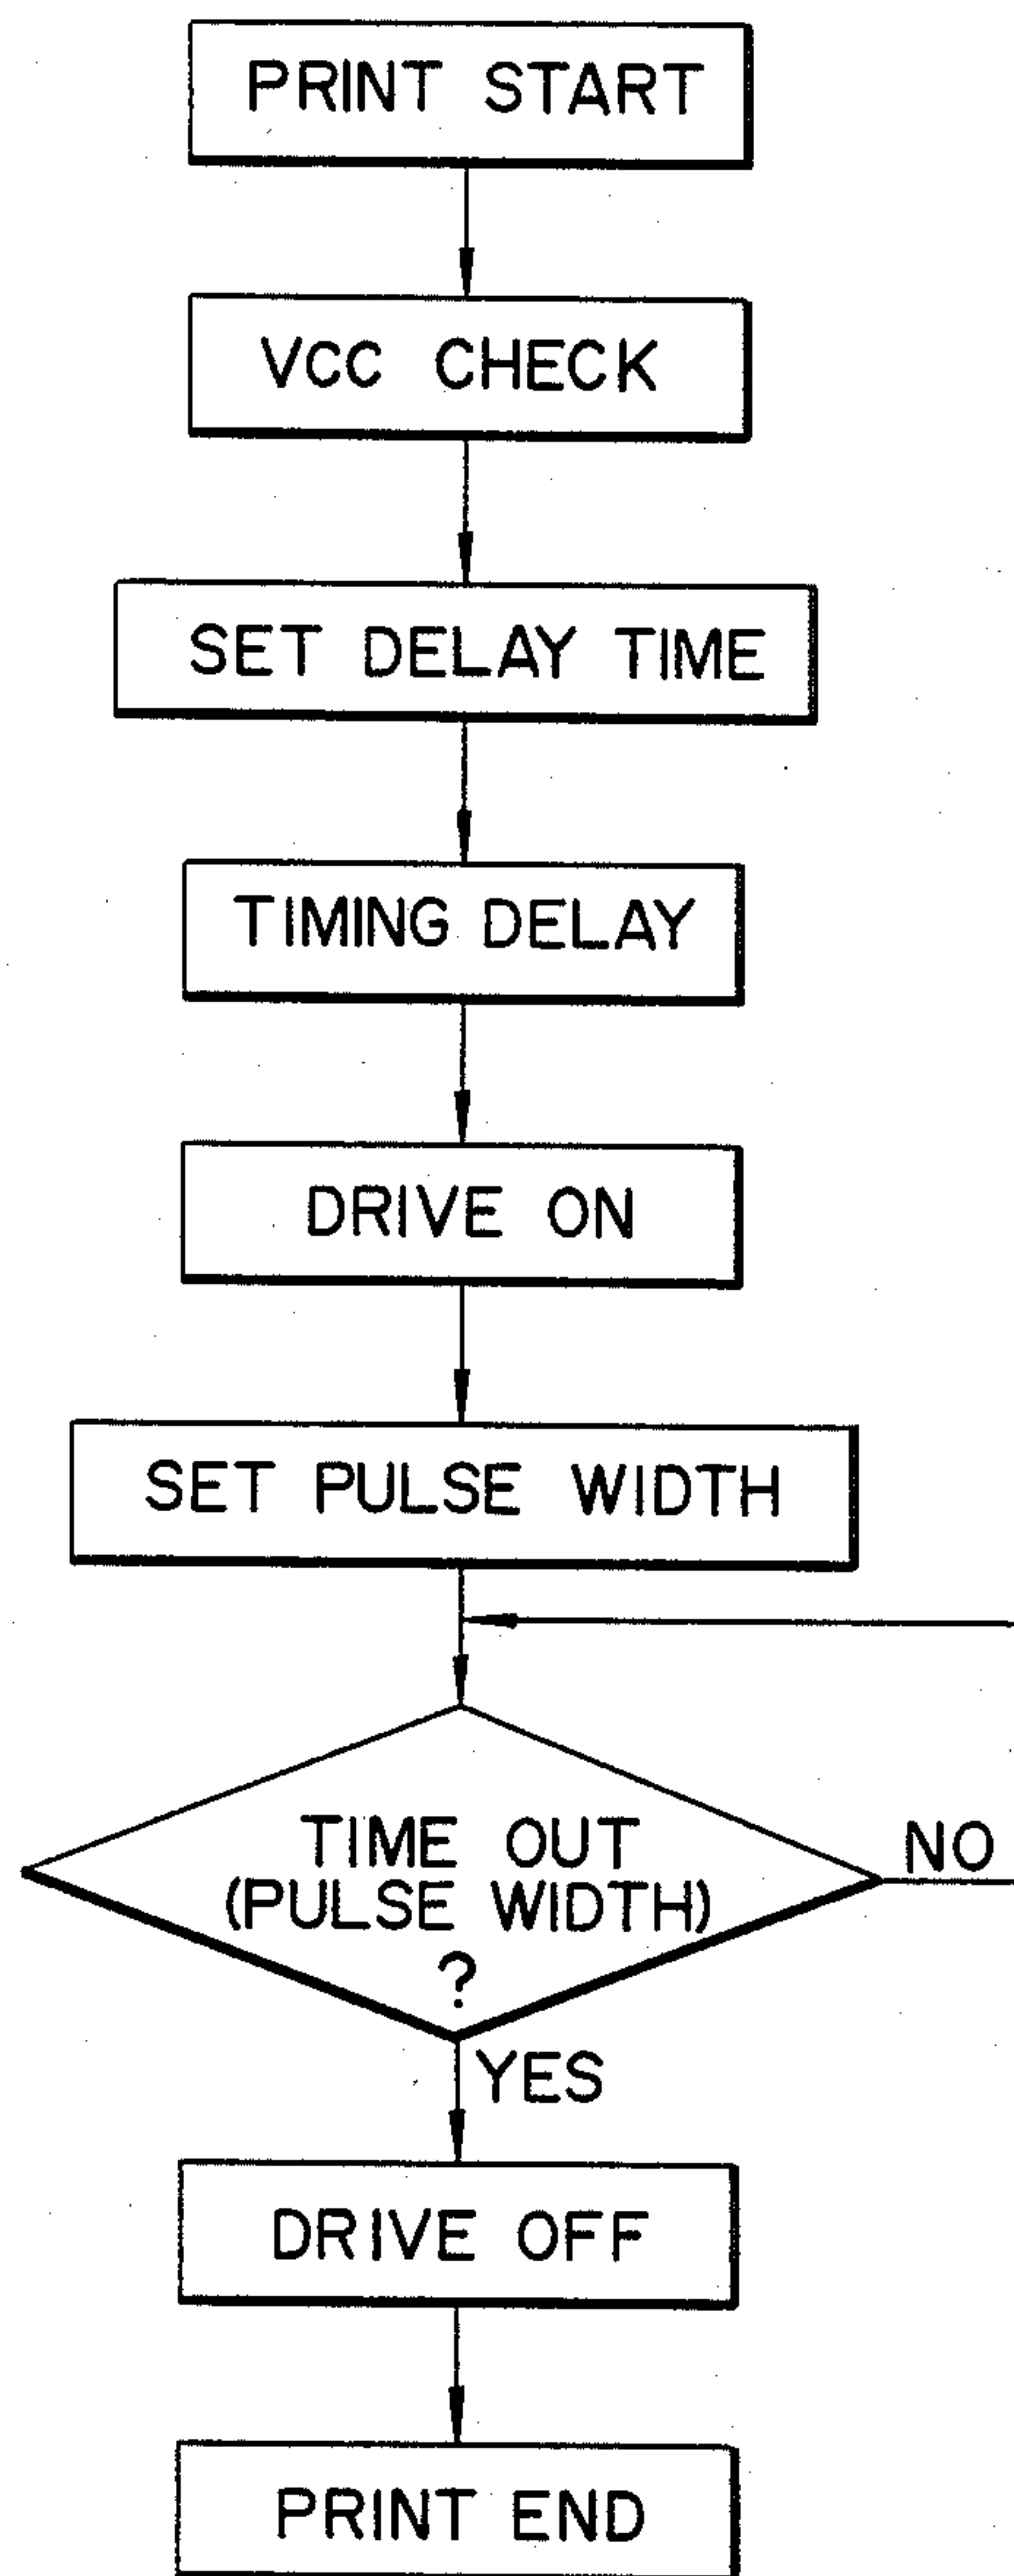 PRINT START
VCC CHECK
SET DELAY TIME
TIMING DELAY
DRIVE ON
SET PULSE WIDTH
TIME OUT
(PULSE WIDTH)
?
NO
YES
DRIVE OFF
PRINT END